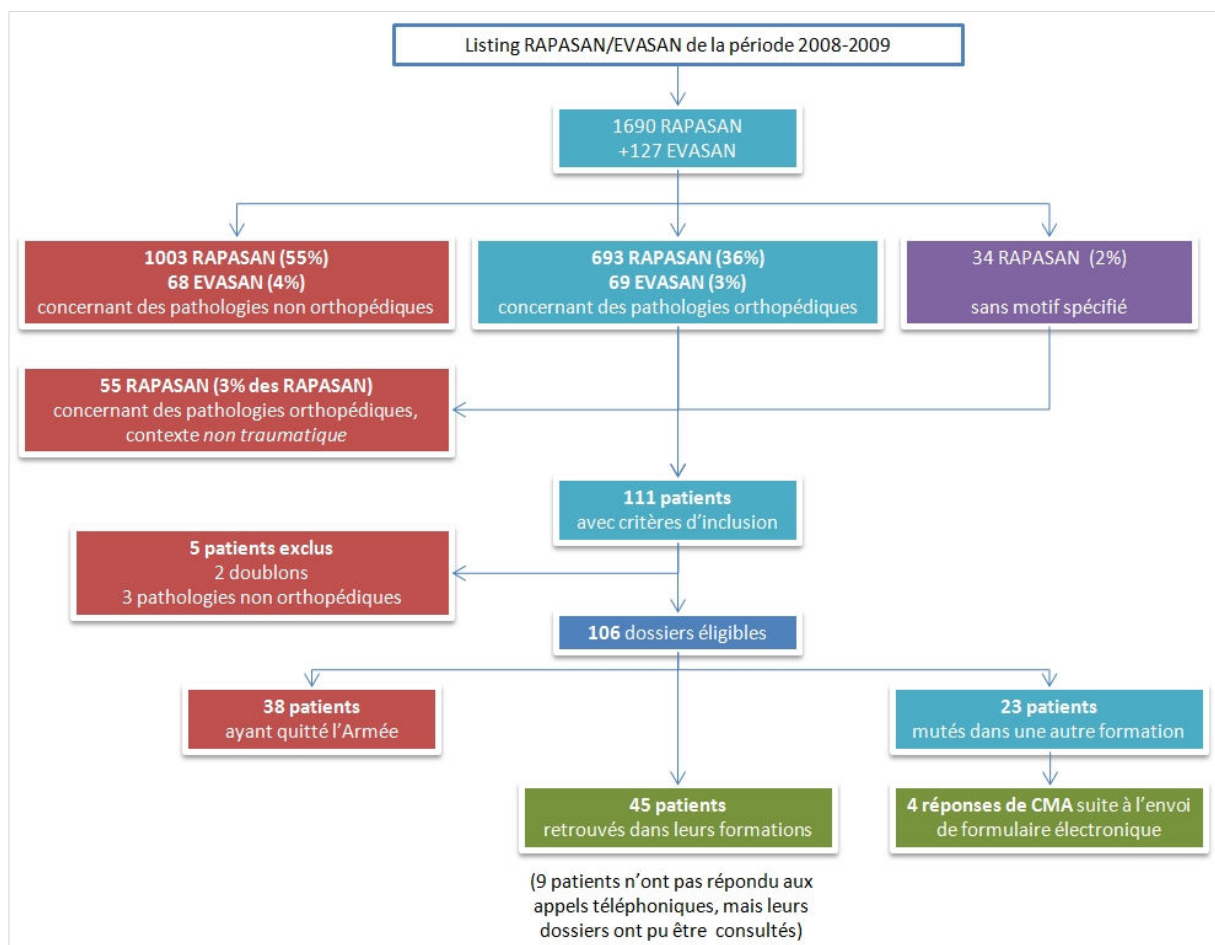 Listing RAPASAN/EVASAN de la période 2008-2009
1690 RAPASAN
+127 EVASAN
1003 RAPASAN (55%)
68 EVASAN (4%)
concernant des pathologies non orthopédiques
693 RAPASAN (36%)
69 EVASAN (3%)
concernant des pathologies orthopédiques
34 RAPASAN (2%)
sans motif spécifié
55 RAPASAN (3% des RAPASAN)
concernant des pathologies orthopédiques,
contexte non traumatique
111 patients
avec critères d’inclusion
5 patients exclus
2 doublons
3 pathologies non orthopédiques
106 dossiers éligibles
38 patients
ayant quitté l’Armée
23 patients
mutés dans une autre formation
45 patients
retrouvés dans leurs formations
4 réponses de CMA suite à l’envoi
de formulaire électronique
(9 patients n’ont pas répondu aux
appels téléphoniques, mais leurs
dossiers ont pu être consultés)